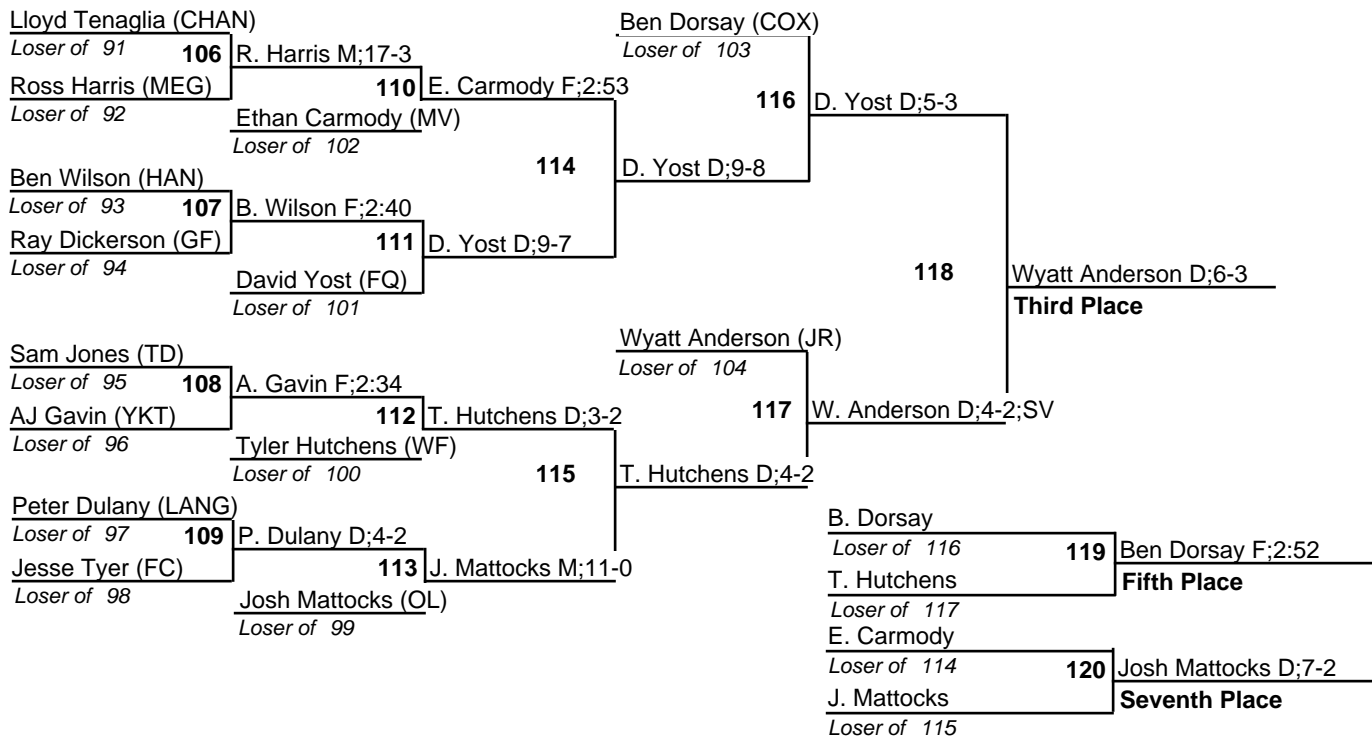 Lloyd Tenaglia (CHAN)
Loser of 91
106
R. Harris M;17-3
Ross Harris (MEG)
Loser of 92
110
E. Carmody F;2:53
Ethan Carmody (MV)
Loser of 102
Ben Wilson (HAN)
Loser of 93
107
B. Wilson F;2:40
Ray Dickerson (GF)
Loser of 94
111
D. Yost D;9-7
David Yost (FQ)
Loser of 101
114
D. Yost D;9-8
Ben Dorsay (COX)
Loser of 103
116
D. Yost D;5-3
Sam Jones (TD)
Loser of 95
108
A. Gavin F;2:34
AJ Gavin (YKT)
Loser of 96
112
T. Hutchens D;3-2
Tyler Hutchens (WF)
Loser of 100
Peter Dulany (LANG)
Loser of 97
109
P. Dulany D;4-2
Jesse Tyer (FC)
Loser of 98
113
J. Mattocks M;11-0
Josh Mattocks (OL)
Loser of 99
115
T. Hutchens D;4-2
Wyatt Anderson (JR)
Loser of 104
117
W. Anderson D;4-2;SV
118
Wyatt Anderson D;6-3
Third Place
B. Dorsay
Loser of 116
119
Ben Dorsay F;2:52
T. Hutchens
Fifth Place
Loser of 117
E. Carmody
Loser of 114
120
Josh Mattocks D;7-2
J. Mattocks
Seventh Place
Loser of 115